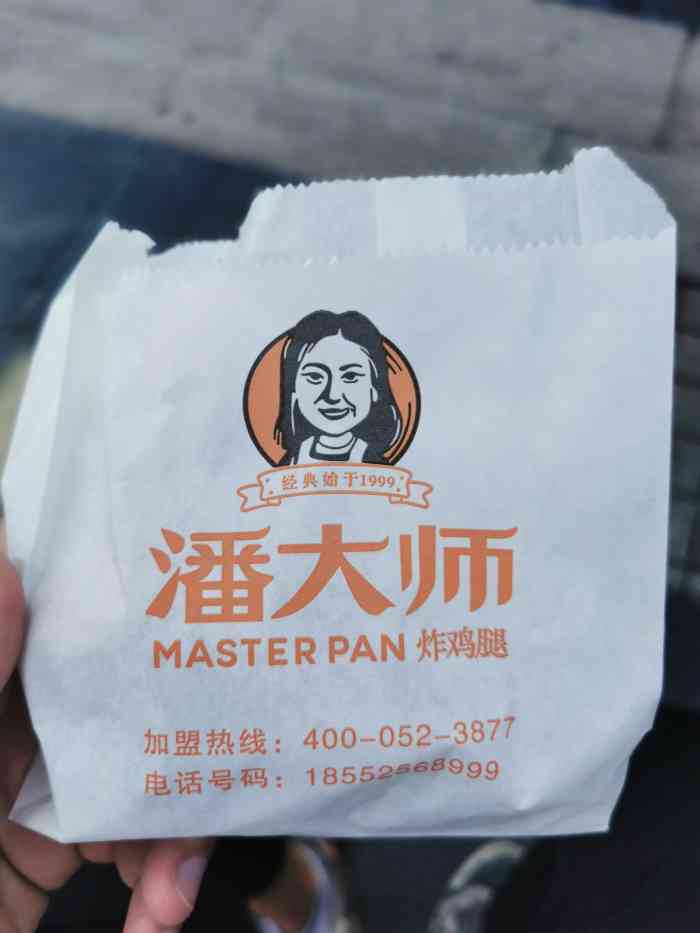 经典始于1999
潘大师
MASTER PAN 炸鸡腿
加盟热线：400-052-3877
电话号码：18552568999